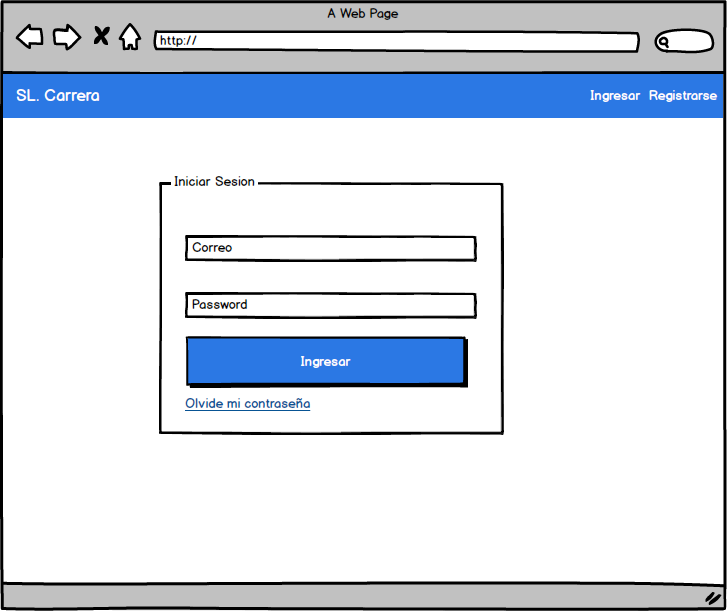 A Web Page
http://
SL. Carrera
Ingresar Registrarse
Iniciar Sesion
Correo
Password
Ingresar
Olvide mi contraseña